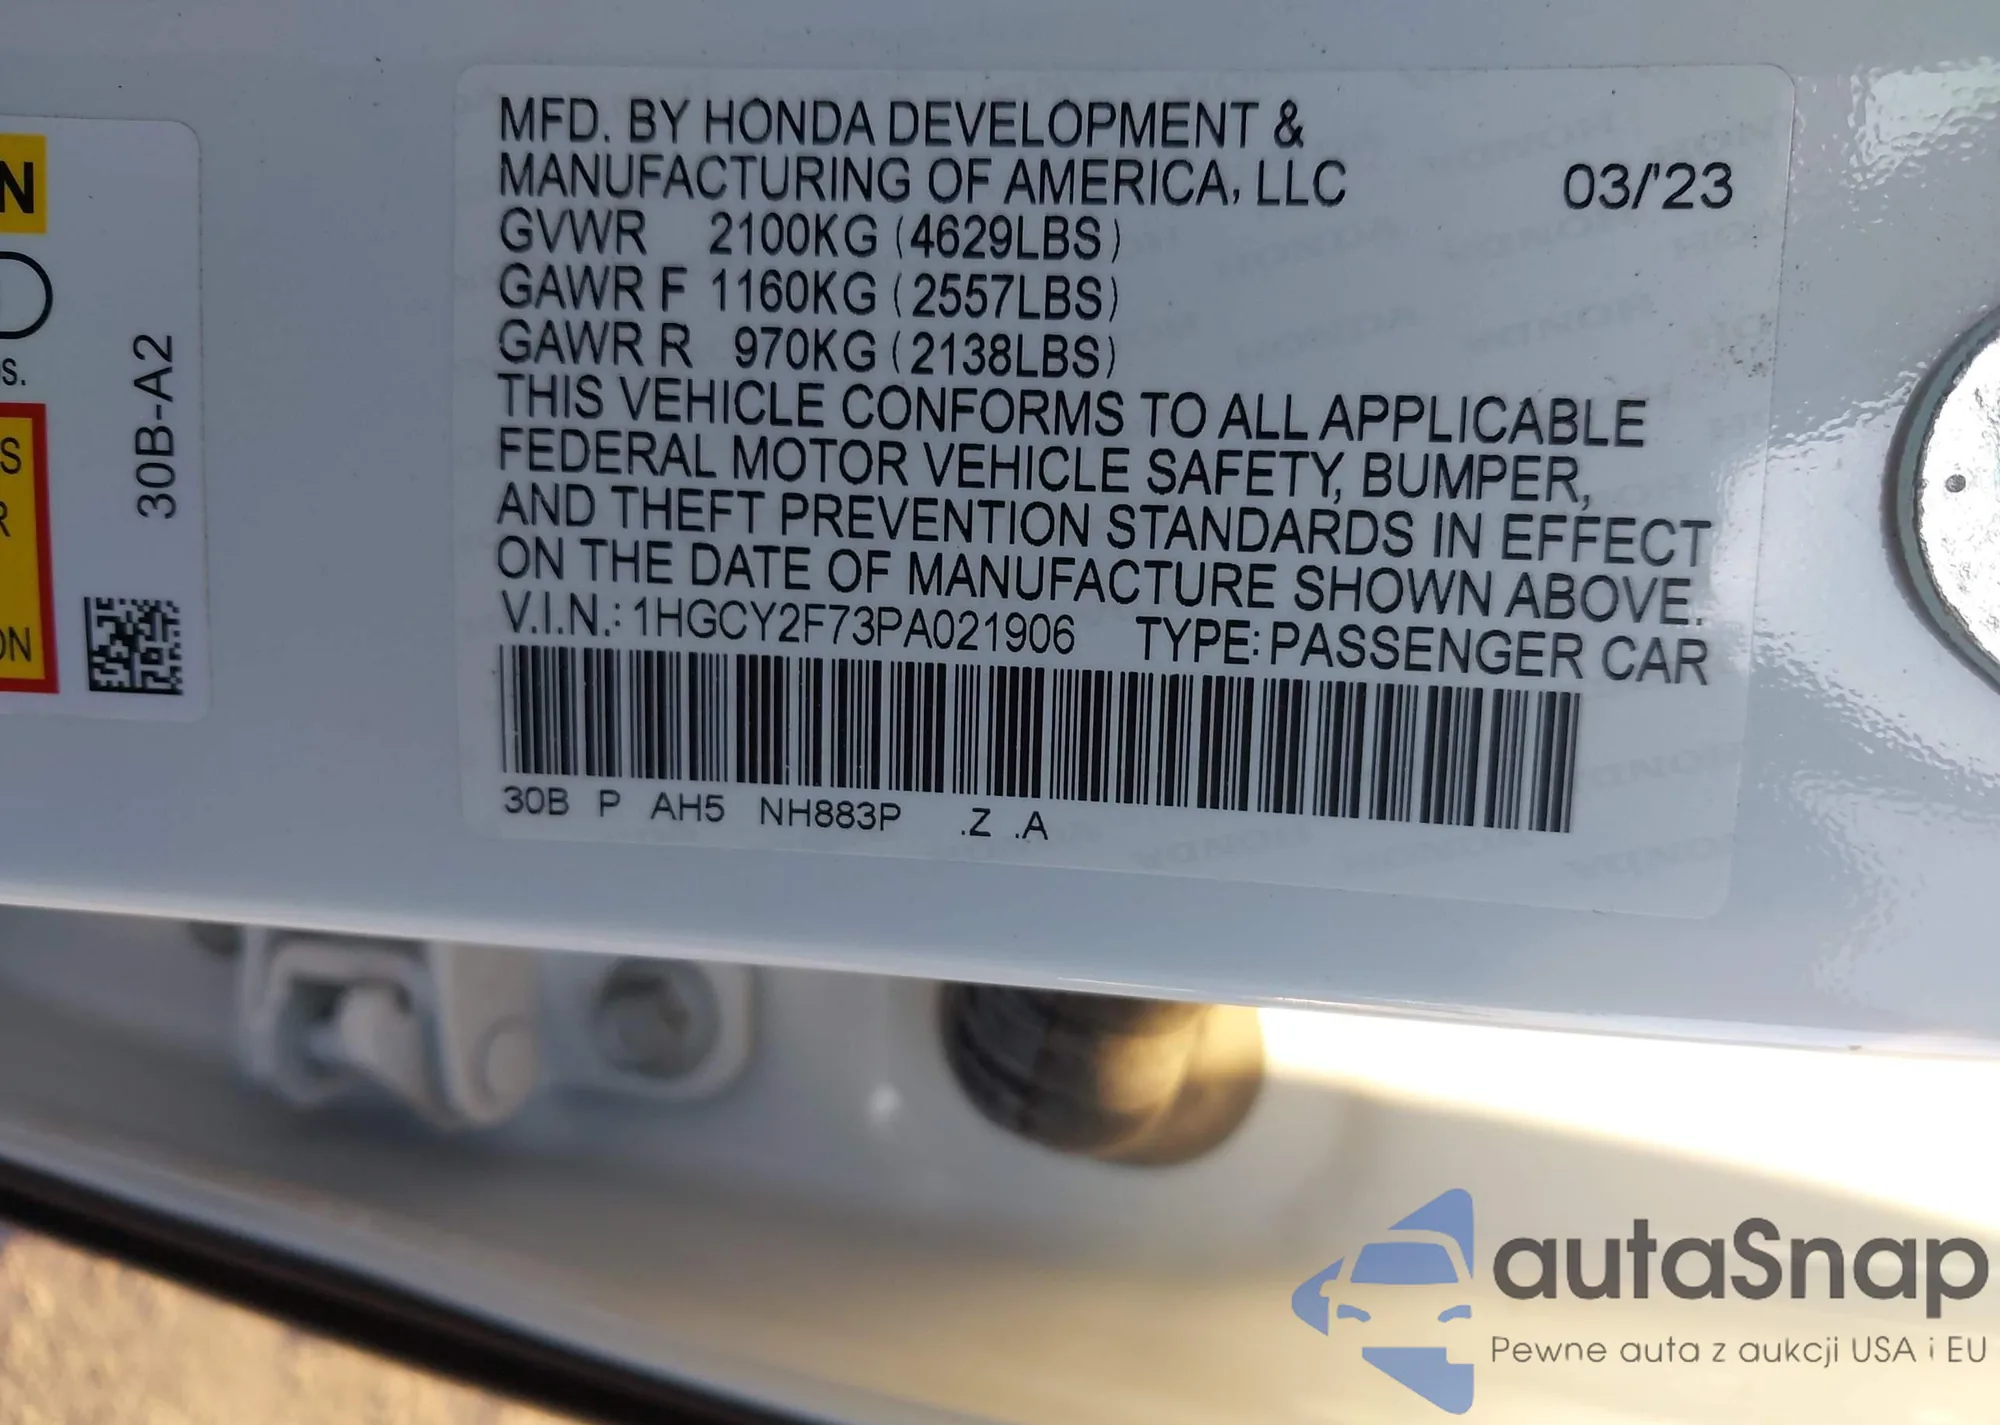 MFD. BY HONDA DEVELOPMENT &
MANUFACTURING OF AMERICA, LLC 03/'23
GVWR 2100KG (4629LBS)
GAWR F 1160KG (2557LBS)
GAWR R 970KG (2138LBS)
THIS VEHICLE CONFORMS TO ALL APPLICABLE
FEDERAL MOTOR VEHICLE SAFETY, BUMPER,
AND THEFT PREVENTION STANDARDS IN EFFECT
ON THE DATE OF MANUFACTURE SHOWN ABOVE.
V.I.N.: 1HGCY2F73PA021906 TYPE: PASSENGER CAR
30B P AH5 NH883P .Z .A
30B-A2
N
S.
S
R
ON
autaSnap
Pewne auta z aukcji USA i EU